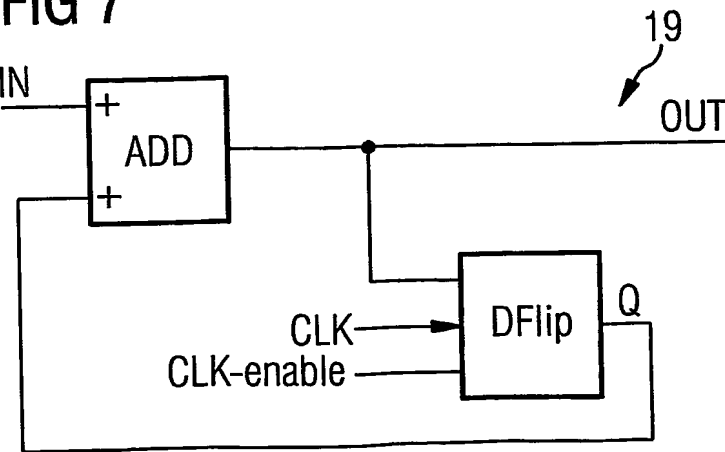 FIG 7
19
IN
+
ADD
OUT
+
CLK
DFlip
Q
CLK-enable